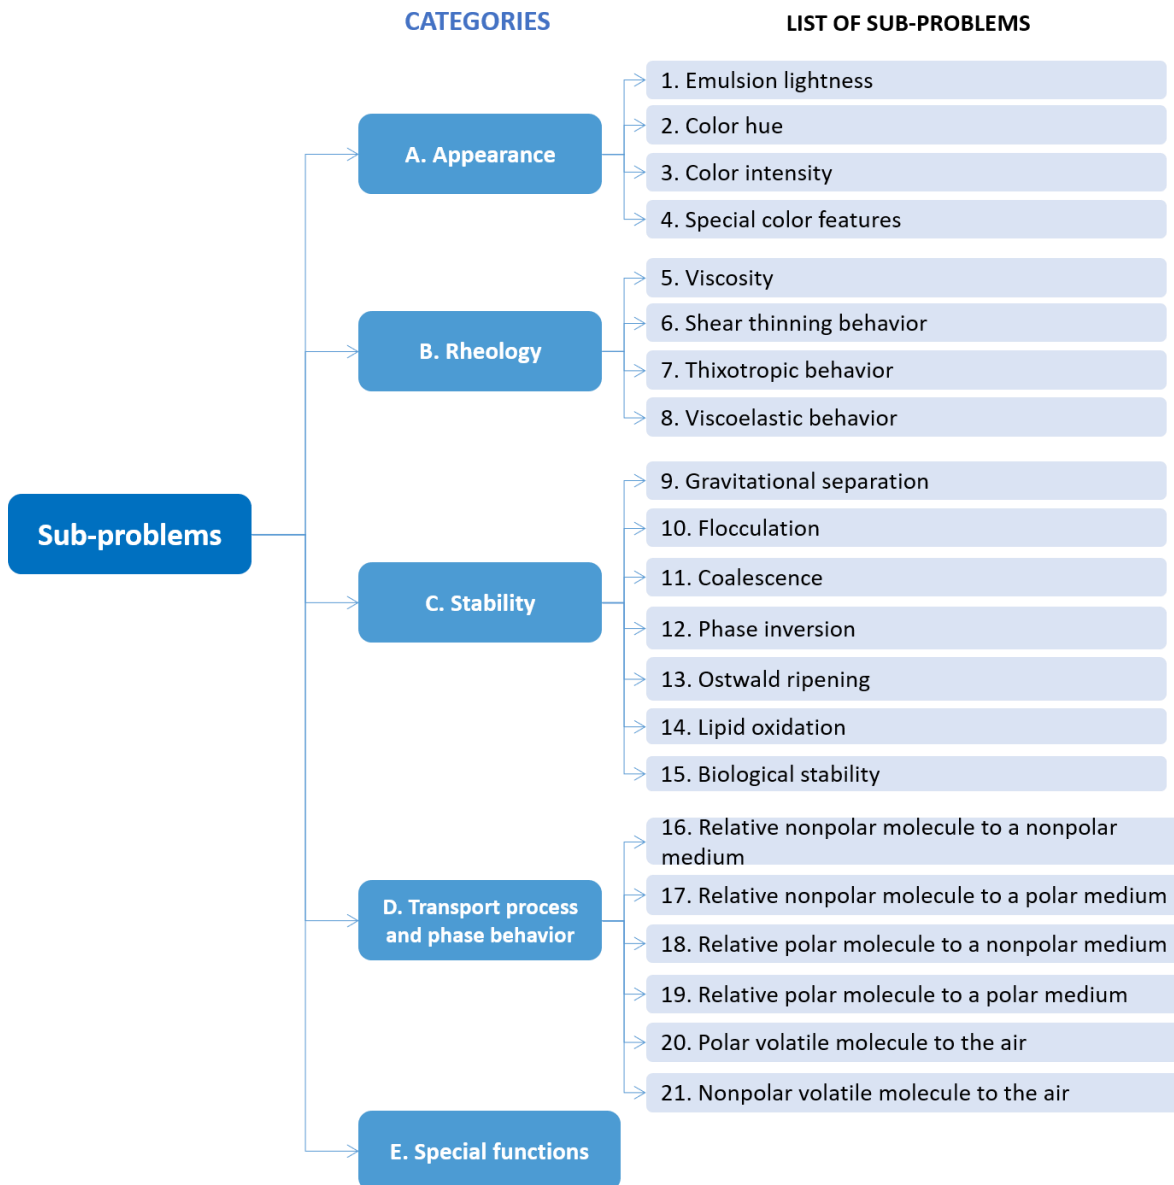 CATEGORIES
LIST OF SUB-PROBLEMS
Sub-problems
A. Appearance
1. Emulsion lightness
2. Color hue
3. Color intensity
4. Special color features
B. Rheology
5. Viscosity
6. Shear thinning behavior
7. Thixotropic behavior
8. Viscoelastic behavior
C. Stability
9. Gravitational separation
10. Flocculation
11. Coalescence
12. Phase inversion
13. Ostwald ripening
14. Lipid oxidation
15. Biological stability
D. Transport process
and phase behavior
16. Relative nonpolar molecule to a nonpolar
medium
17. Relative nonpolar molecule to a polar medium
18. Relative polar molecule to a nonpolar medium
19. Relative polar molecule to a polar medium
20. Polar volatile molecule to the air
21. Nonpolar volatile molecule to the air
E. Special functions